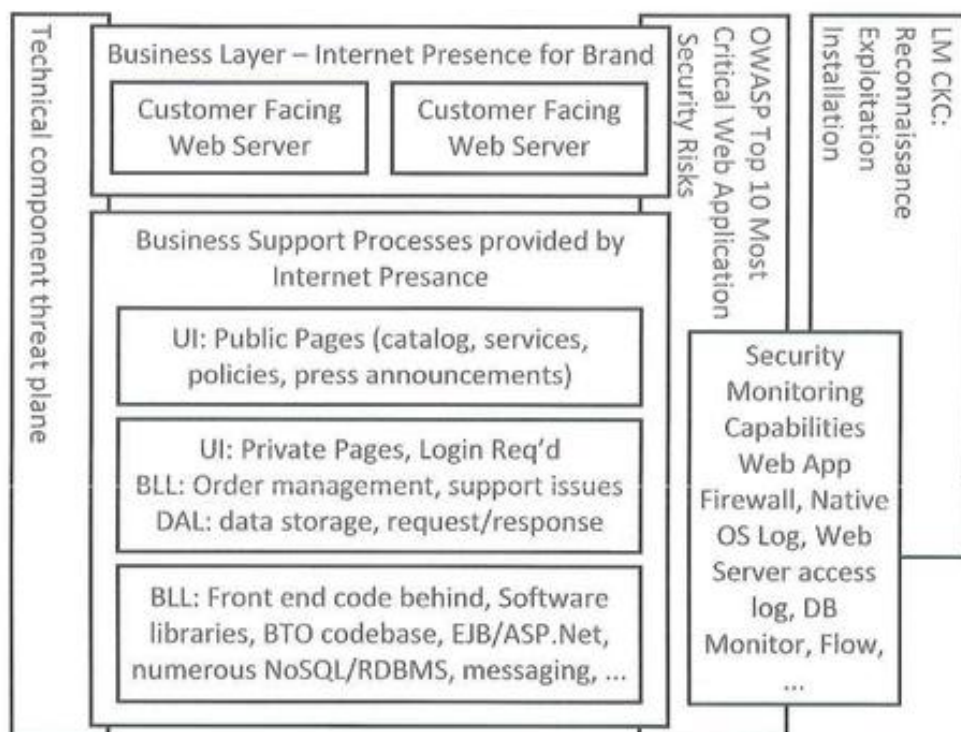 Technical component threat plane
Business Layer – Internet Presence for Brand
Customer Facing
Web Server
Customer Facing
Web Server
Business Support Processes provided by
Internet Presance
UI: Public Pages (catalog, services,
policies, press announcements)
UI: Private Pages, Login Req'd
BLL: Order management, support issues
DAL: data storage, request/response
BLL: Front end code behind, Software
libraries, BTO codebase, EJB/ASP.Net,
numerous NoSQL/RDBMS, messaging, ...
OWASP Top 10 Most
Critical Web Application
Security Risks
Security
Monitoring
Capabilities
Web App
Firewall, Native
OS Log, Web
Server access
log, DB
Monitor, Flow,
...
LM CKC:
Reconnaissance
Exploitation
Installation